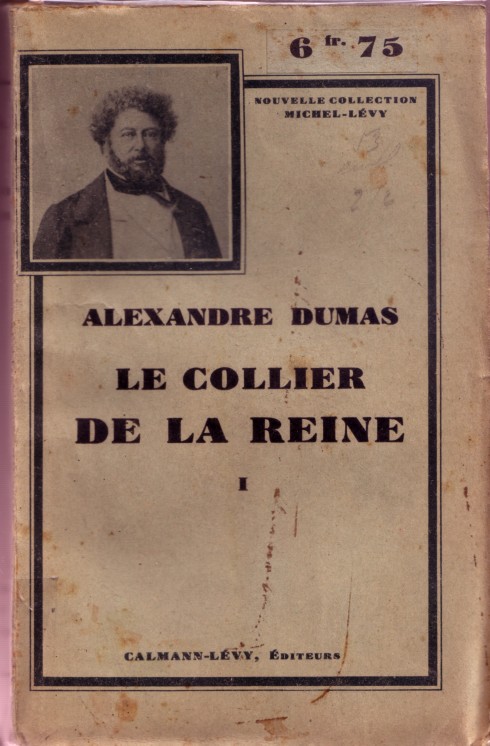 6 fr. 75
NOUVELLE COLLECTION
MICHEL-LÉVY
ALEXANDRE DUMAS
LE COLLIER
DE LA REINE
I
CALMANN-LÉVY, ÉDITEURS